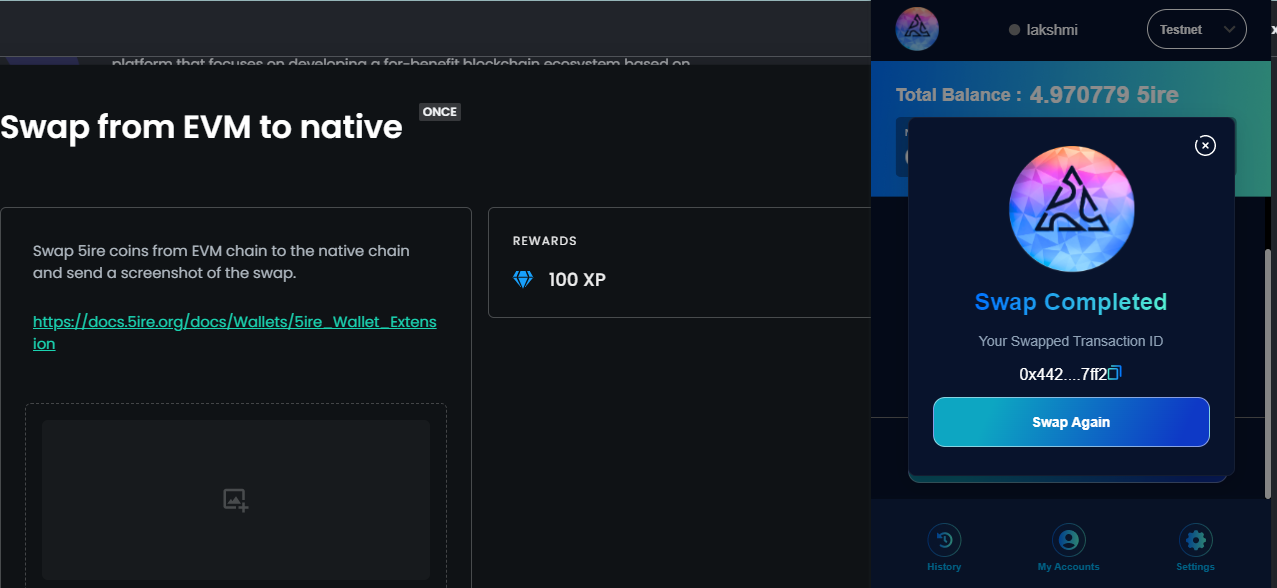 platform that focuses on developing a for-benefit blockchain ecosystem based on
Swap from EVM to native
ONCE
Swap 5ire coins from EVM chain to the native chain
and send a screenshot of the swap.
https://docs.5ire.org/docs/Wallets/5ire_Wallet_Extens
ion
REWARDS
100 XP
lakshmi
Testnet
Total Balance : 4.970779 5ire
Swap Completed
Your Swapped Transaction ID
0x442....7ff2
Swap Again
History
My Accounts
Settings